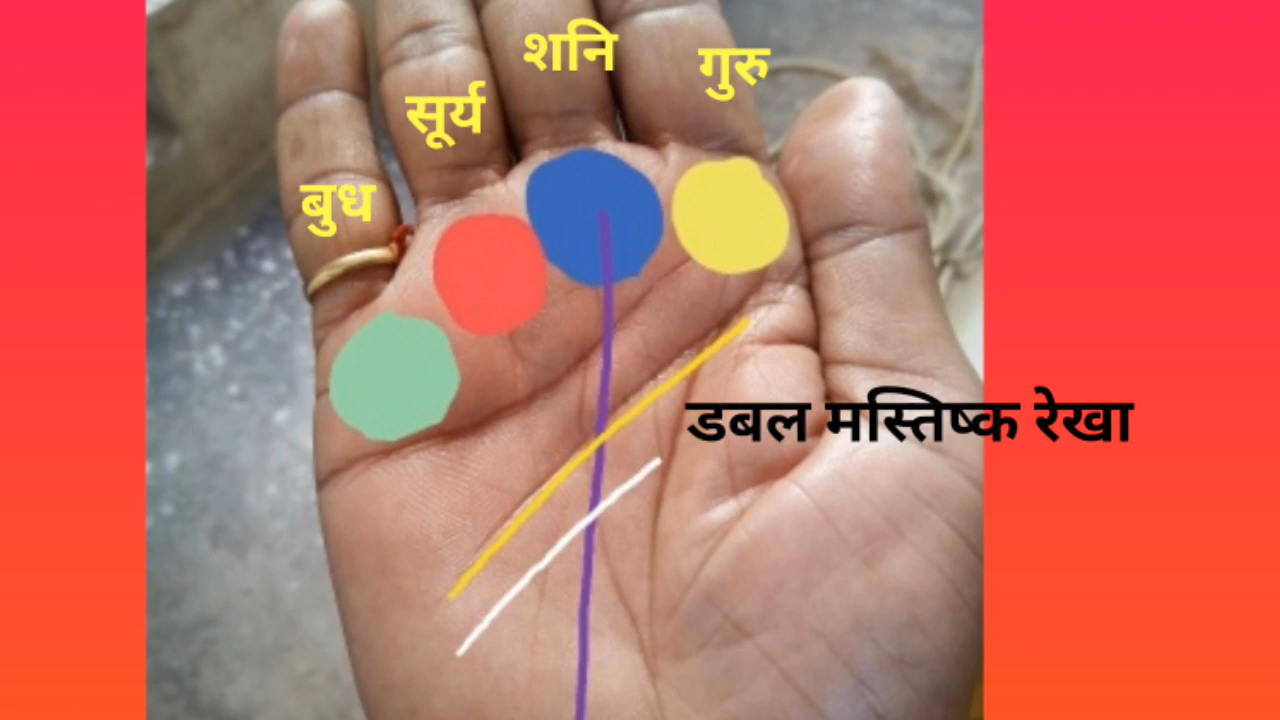 शनि
गुरु
सूर्य
बुध
डबल मस्तिष्क रेखा